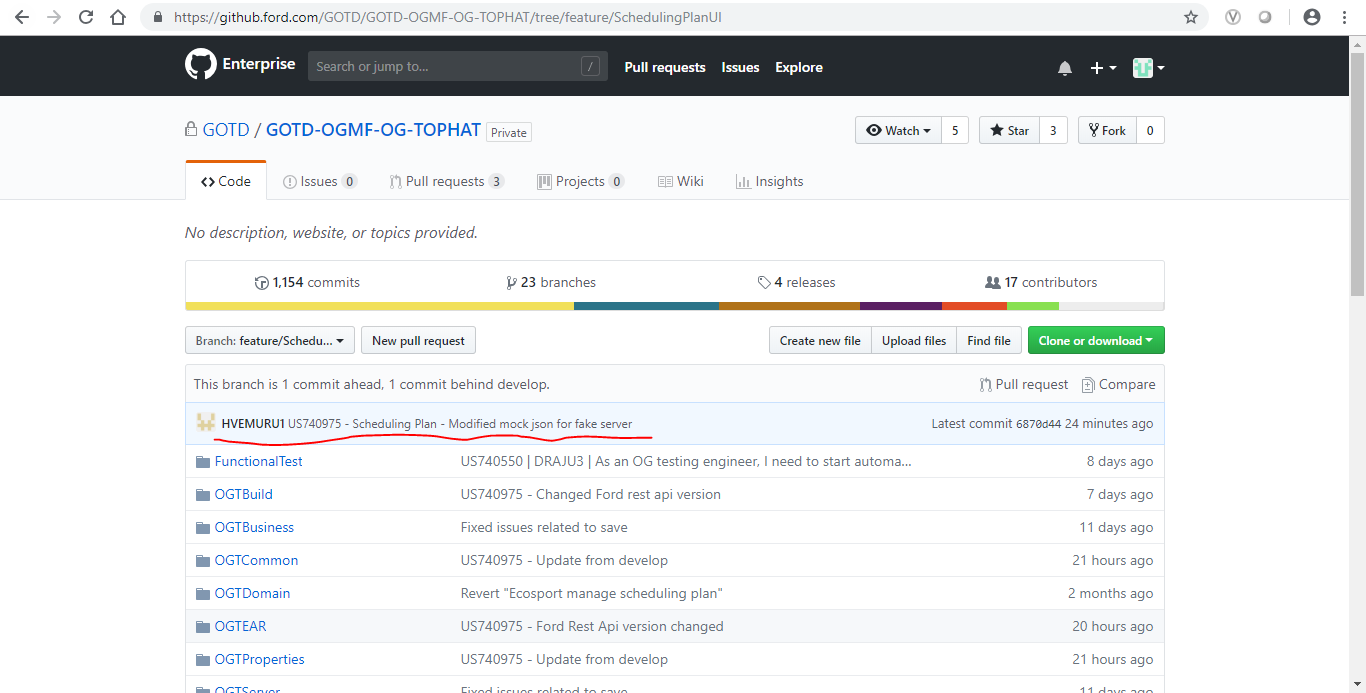 https://github.ford.com/GOTD/GOTD-OGMF-OG-TOPHAT/tree/feature/SchedulingPlanUI
Enterprise Search or jump to... / Pull requests Issues Explore
GOTD / GOTD-OGMF-OG-TOPHAT Private Watch 5 Star 3 Fork 0
Code Issues 0 Pull requests 3 Projects 0 Wiki Insights
No description, website, or topics provided.
1,154 commits 23 branches 4 releases 17 contributors
Branch: feature/Schedu... New pull request Create new file Upload files Find file Clone or download
This branch is 1 commit ahead, 1 commit behind develop. Pull request Compare
HVEMURU1 US740975 - Scheduling Plan - Modified mock json for fake server Latest commit 6870d44 24 minutes ago
FunctionalTest US740550 | DRAJU3 | As an OG testing engineer, I need to start automa... 8 days ago
OGTBuild US740975 - Changed Ford rest api version 7 days ago
OGTBusiness Fixed issues related to save 11 days ago
OGTCommon US740975 - Update from develop 21 hours ago
OGTDomain Revert "Ecosport manage scheduling plan" 2 months ago
OGTEAR US740975 - Ford Rest Api version changed 20 hours ago
OGTProperties US740975 - Update from develop 21 hours ago
OGTServer Fixed issues related to save 11 days ago